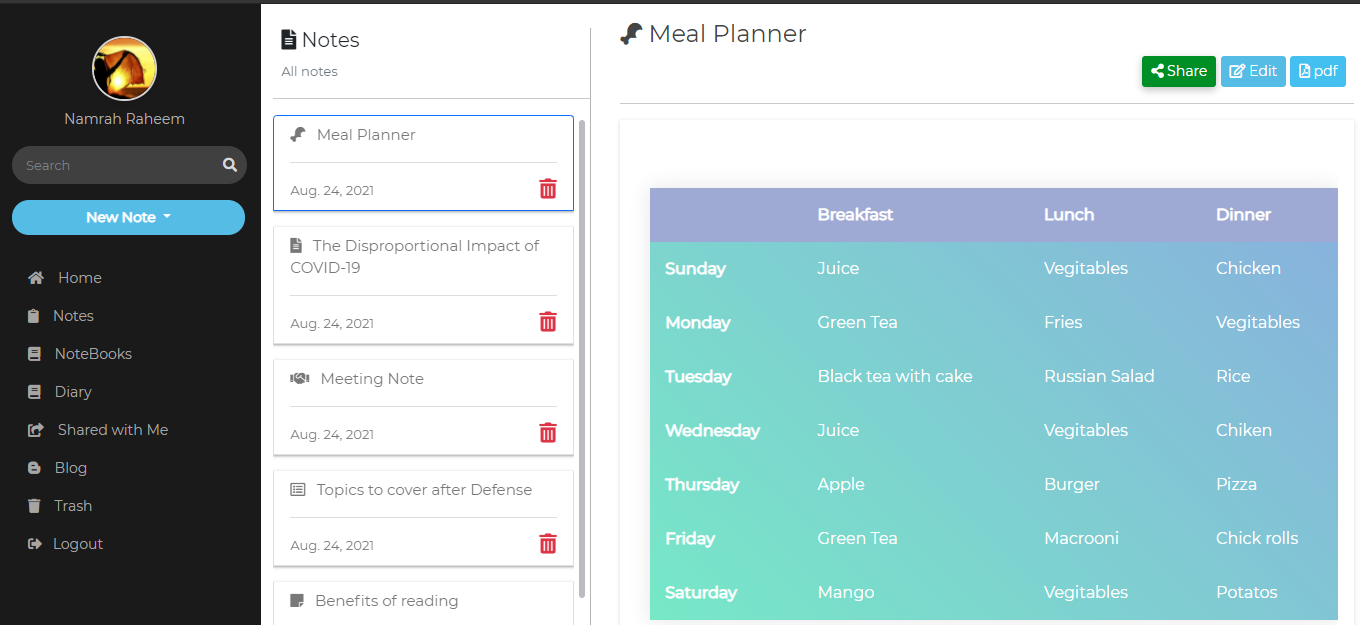 Namrah Raheem
Search
New Note
Home
Notes
NoteBooks
Diary
Shared with Me
Blog
Trash
Logout
Notes
All notes
Meal Planner
Aug. 24, 2021
The Disproportional Impact of
COVID-19
Aug. 24, 2021
Meeting Note
Aug. 24, 2021
Topics to cover after Defense
Aug. 24, 2021
Benefits of reading
Meal Planner
Share Edit pdf
Breakfast Lunch Dinner
Sunday Juice Vegitables Chicken
Monday Green Tea Fries Vegitables
Tuesday Black tea with cake Russian Salad Rice
Wednesday Juice Vegitables Chiken
Thursday Apple Burger Pizza
Friday Green Tea Macrooni Chick rolls
Saturday Mango Vegitables Potatos